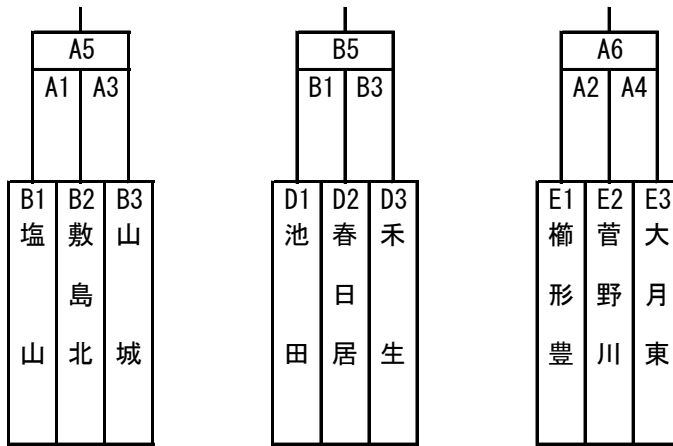 A5
A1 A3
B1 B2 B3
塩山
敷島北
山城
B5
B1 B3
D1 D2 D3
池田
春日居
禾生
A6
A2 A4
E1 E2 E3
櫛形豊
菅野川
大月東